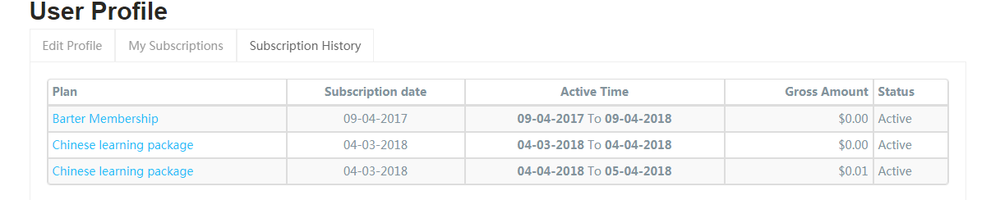 User Profile
Edit Profile My Subscriptions Subscription History
Plan Subscription date Active Time Gross Amount Status
Barter Membership 09-04-2017 09-04-2017 To 09-04-2018 $0.00 Active
Chinese learning package 04-03-2018 04-03-2018 To 04-04-2018 $0.00 Active
Chinese learning package 04-03-2018 04-04-2018 To 05-04-2018 $0.01 Active